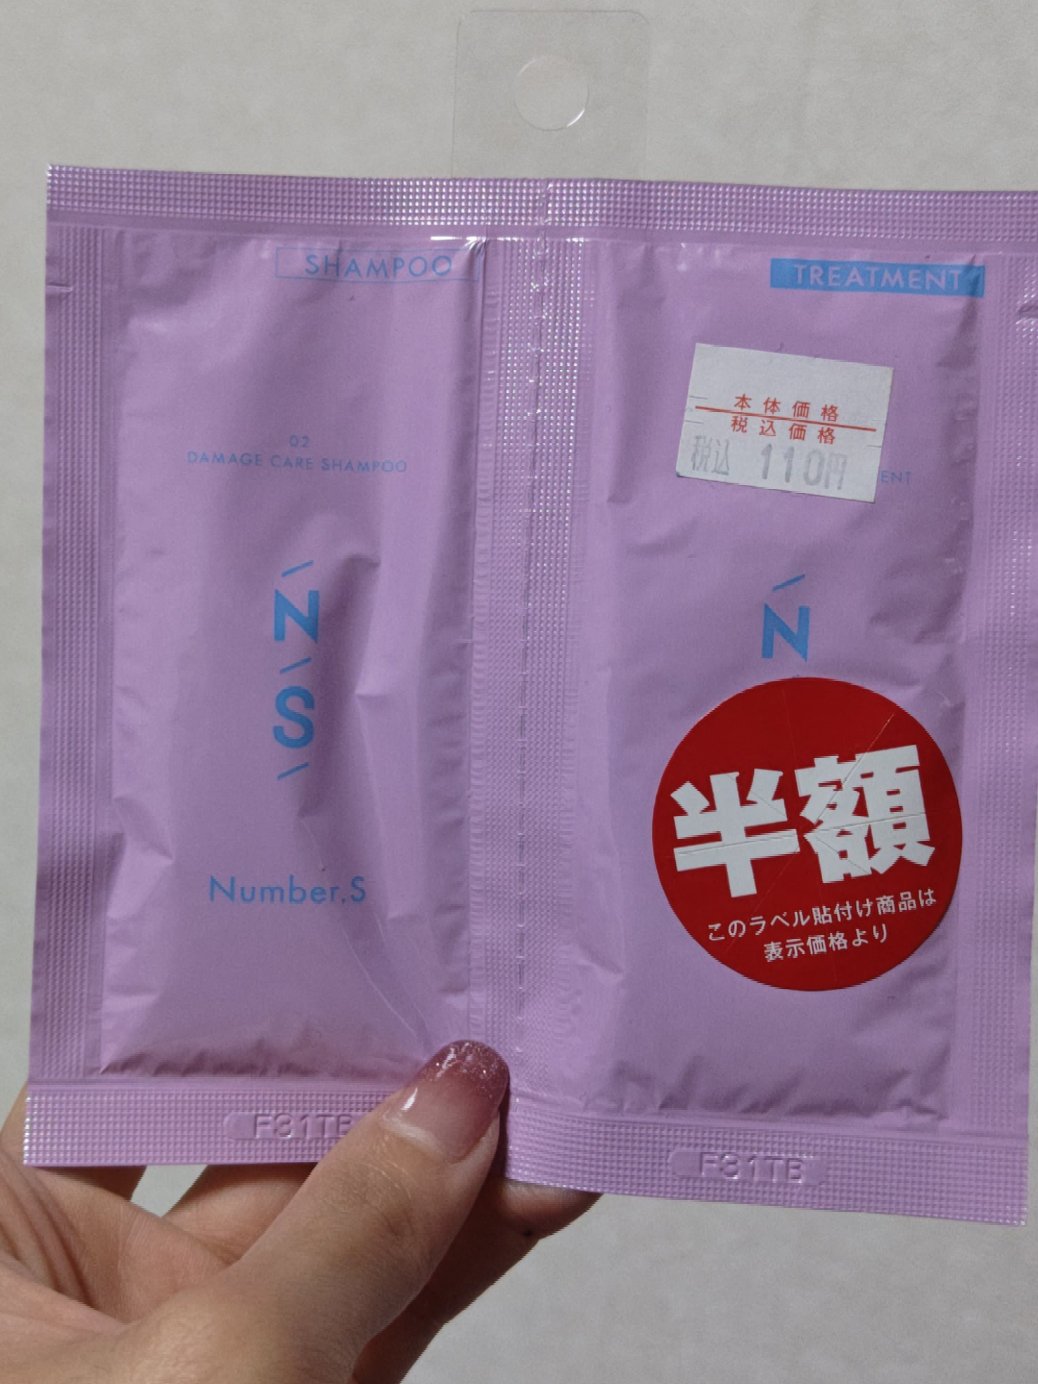 SHAMPOO
02
DAMAGE CARE SHAMPOO
N
S
Number.S
F31TB
TREATMENT
本体価格
税込価格
税込 110円
ENT
N
半額
このラベル貼付け商品は
表示価格より
F31TB